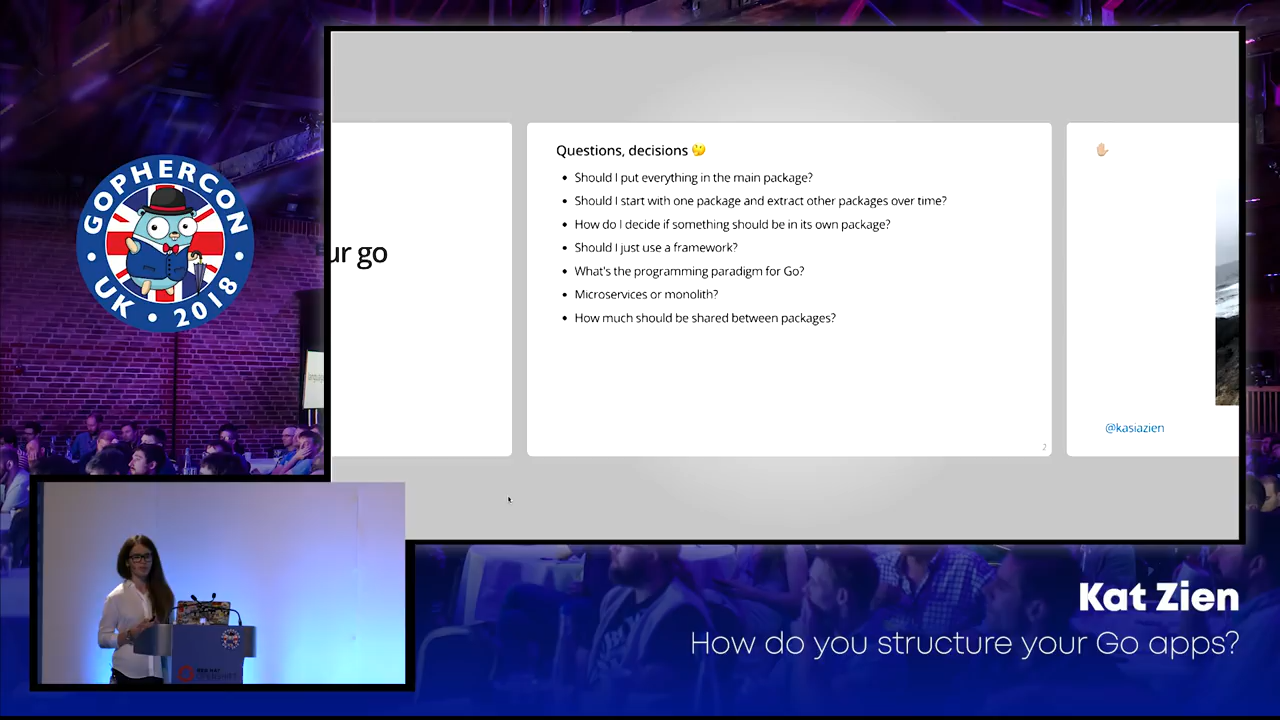 GOPHERCON
UK • 2018
ur go
Questions, decisions 🤔
• Should I put everything in the main package?
• Should I start with one package and extract other packages over time?
• How do I decide if something should be in its own package?
• Should I just use a framework?
• What's the programming paradigm for Go?
• Microservices or monolith?
• How much should be shared between packages?
2
@kasiazien
Kat Zien
How do you structure your Go apps?